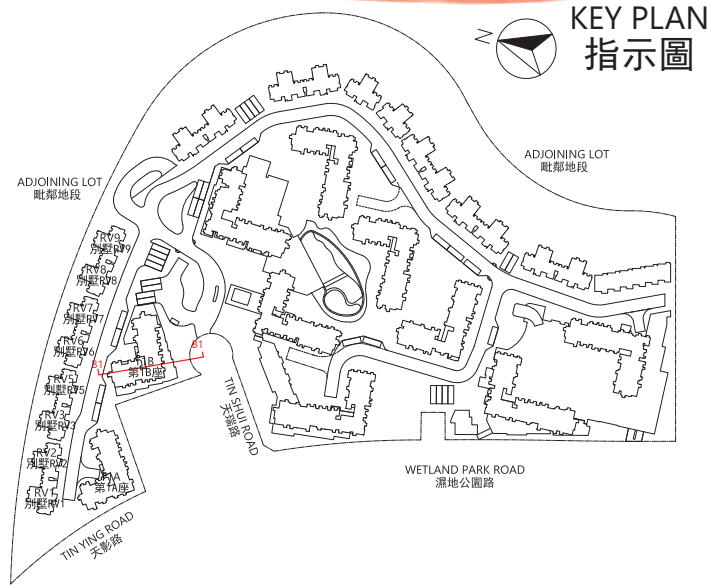 KEY PLAN
指示圖
N
ADJOINING LOT
毗鄰地段
ADJOINING LOT
毗鄰地段
RV9
別墅RV9
RV8
別墅RV8
RV7
別墅RV7
RV6
別墅RV6
RV5
別墅RV5
RV3
別墅RV3
RV2
別墅RV2
RV1
別墅RV1
B1
B1
T1B
第1B座
T1A
第1A座
TIN SHUI ROAD
天瑞路
TIN YING ROAD
天影路
WETLAND PARK ROAD
濕地公園路